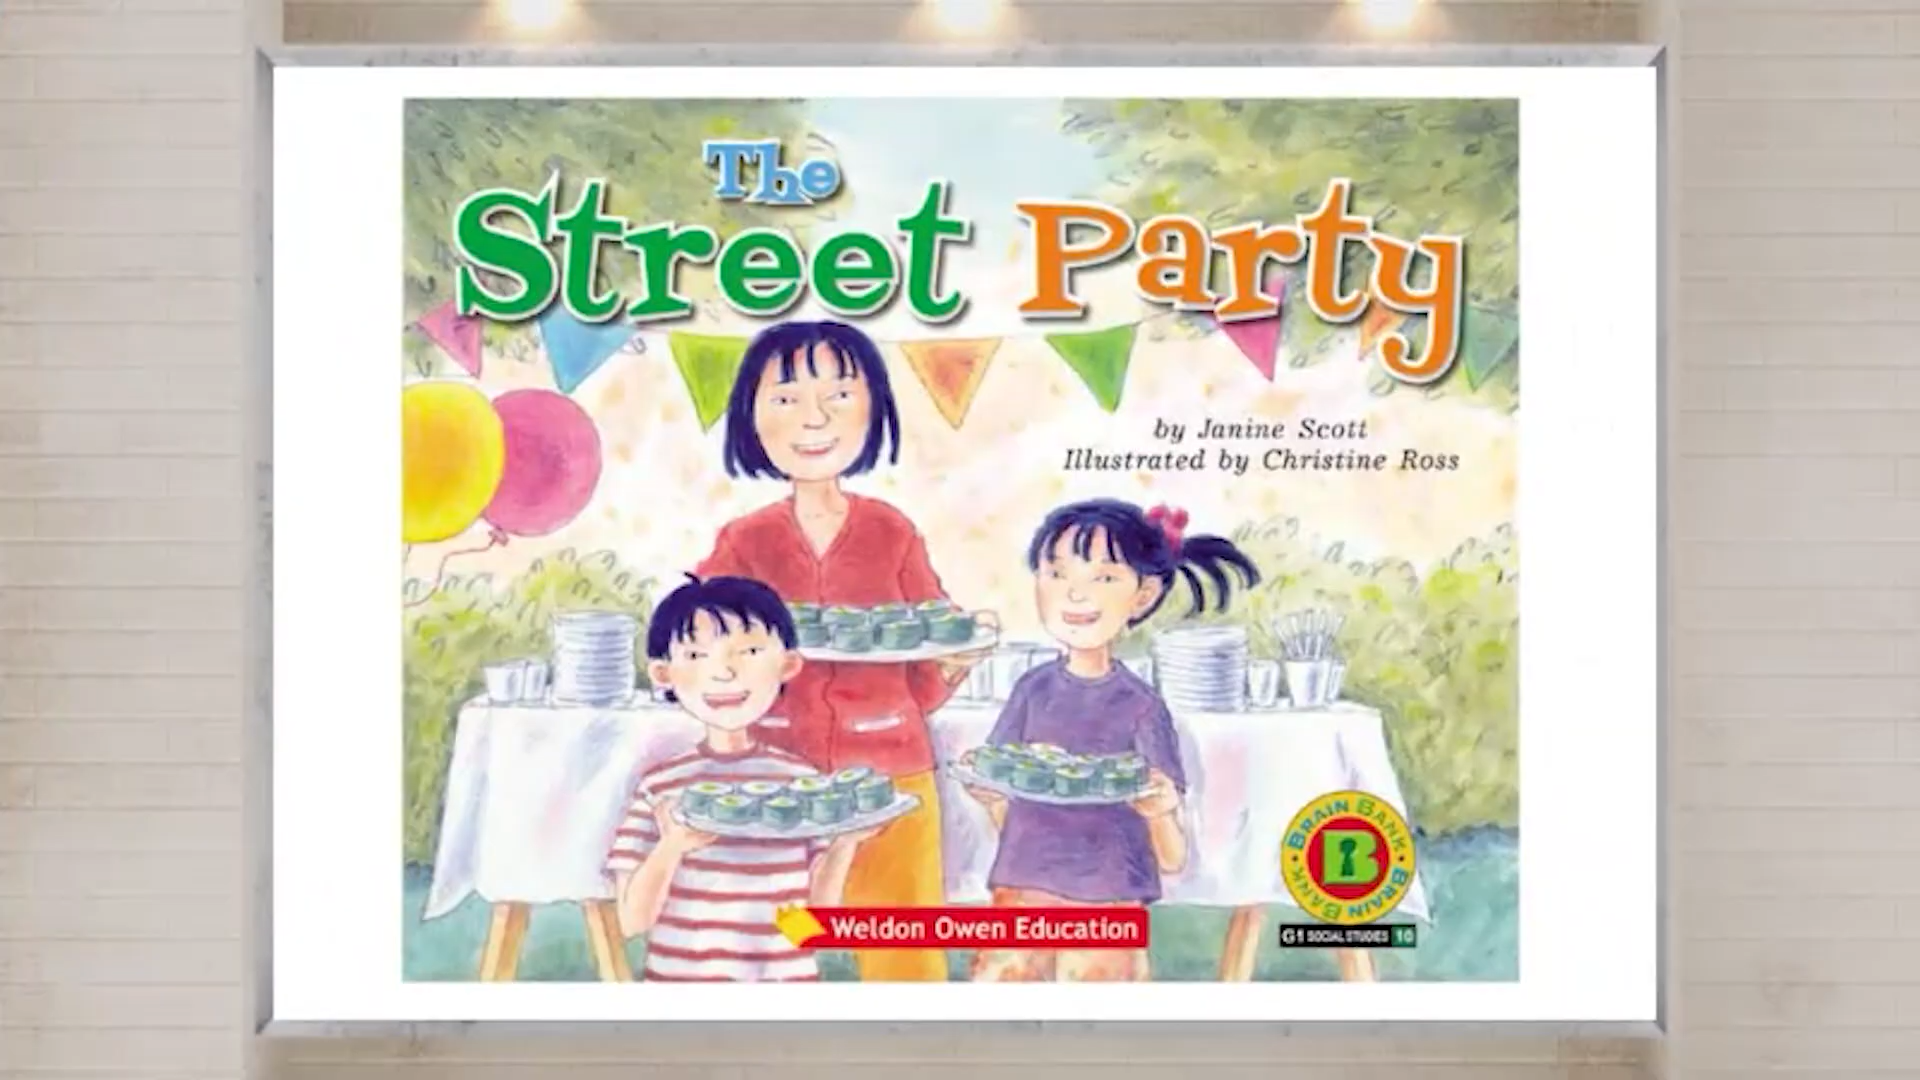 The
Street Party
by Janine Scott
Illustrated by Christine Ross
BRAIN BANK
BRAIN BANK
B
Weldon Owen Education
G1 SOCIAL STUDIES 10